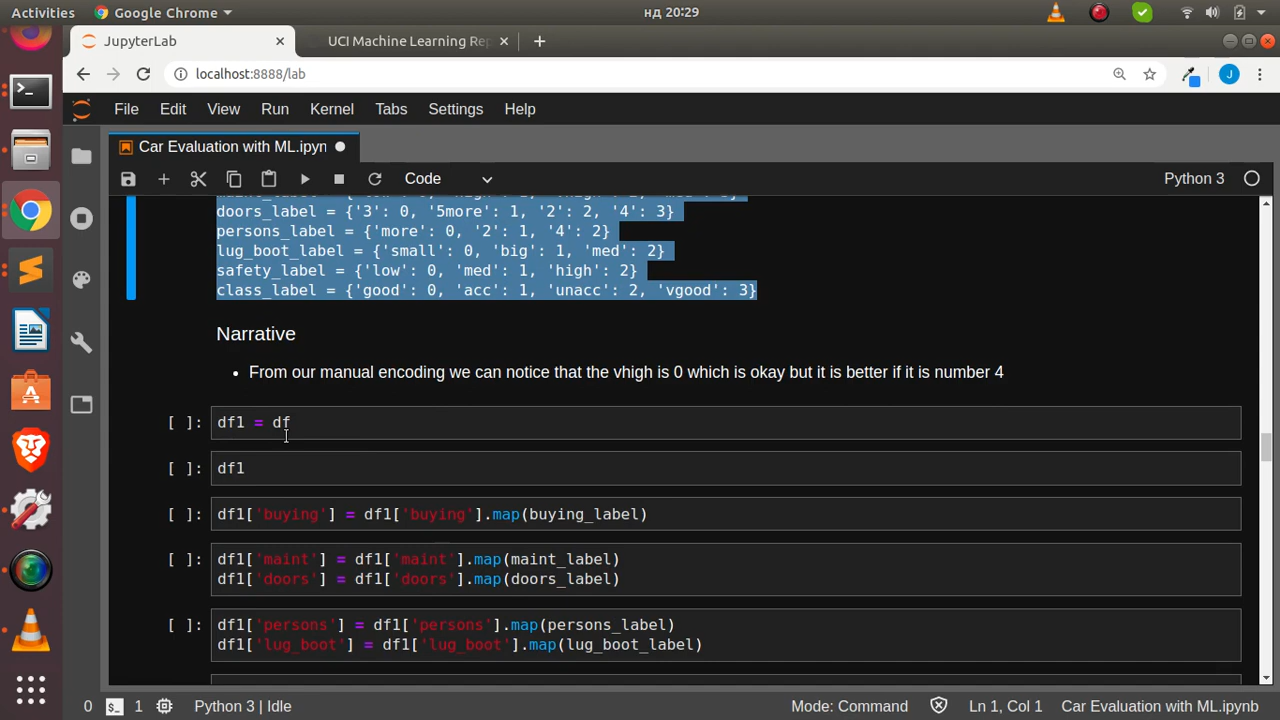 Activities Google Chrome нд 20:29
JupyterLab UCI Machine Learning Rep
localhost:8888/lab J
File Edit View Run Kernel Tabs Settings Help
Car Evaluation with ML.ipyn
Code Python 3
doors_label = {'3': 0, '5more': 1, '2': 2, '4': 3}
persons_label = {'more': 0, '2': 1, '4': 2}
lug_boot_label = {'small': 0, 'big': 1, 'med': 2}
safety_label = {'low': 0, 'med': 1, 'high': 2}
class_label = {'good': 0, 'acc': 1, 'unacc': 2, 'vgood': 3}
Narrative
• From our manual encoding we can notice that the vhigh is 0 which is okay but it is better if it is number 4
[ ]: df1 = df
[ ]: df1
[ ]: df1['buying'] = df1['buying'].map(buying_label)
[ ]: df1['maint'] = df1['maint'].map(maint_label)
df1['doors'] = df1['doors'].map(doors_label)
[ ]: df1['persons'] = df1['persons'].map(persons_label)
df1['lug_boot'] = df1['lug_boot'].map(lug_boot_label)
0 1 Python 3 | Idle Mode: Command Ln 1, Col 1 Car Evaluation with ML.ipynb